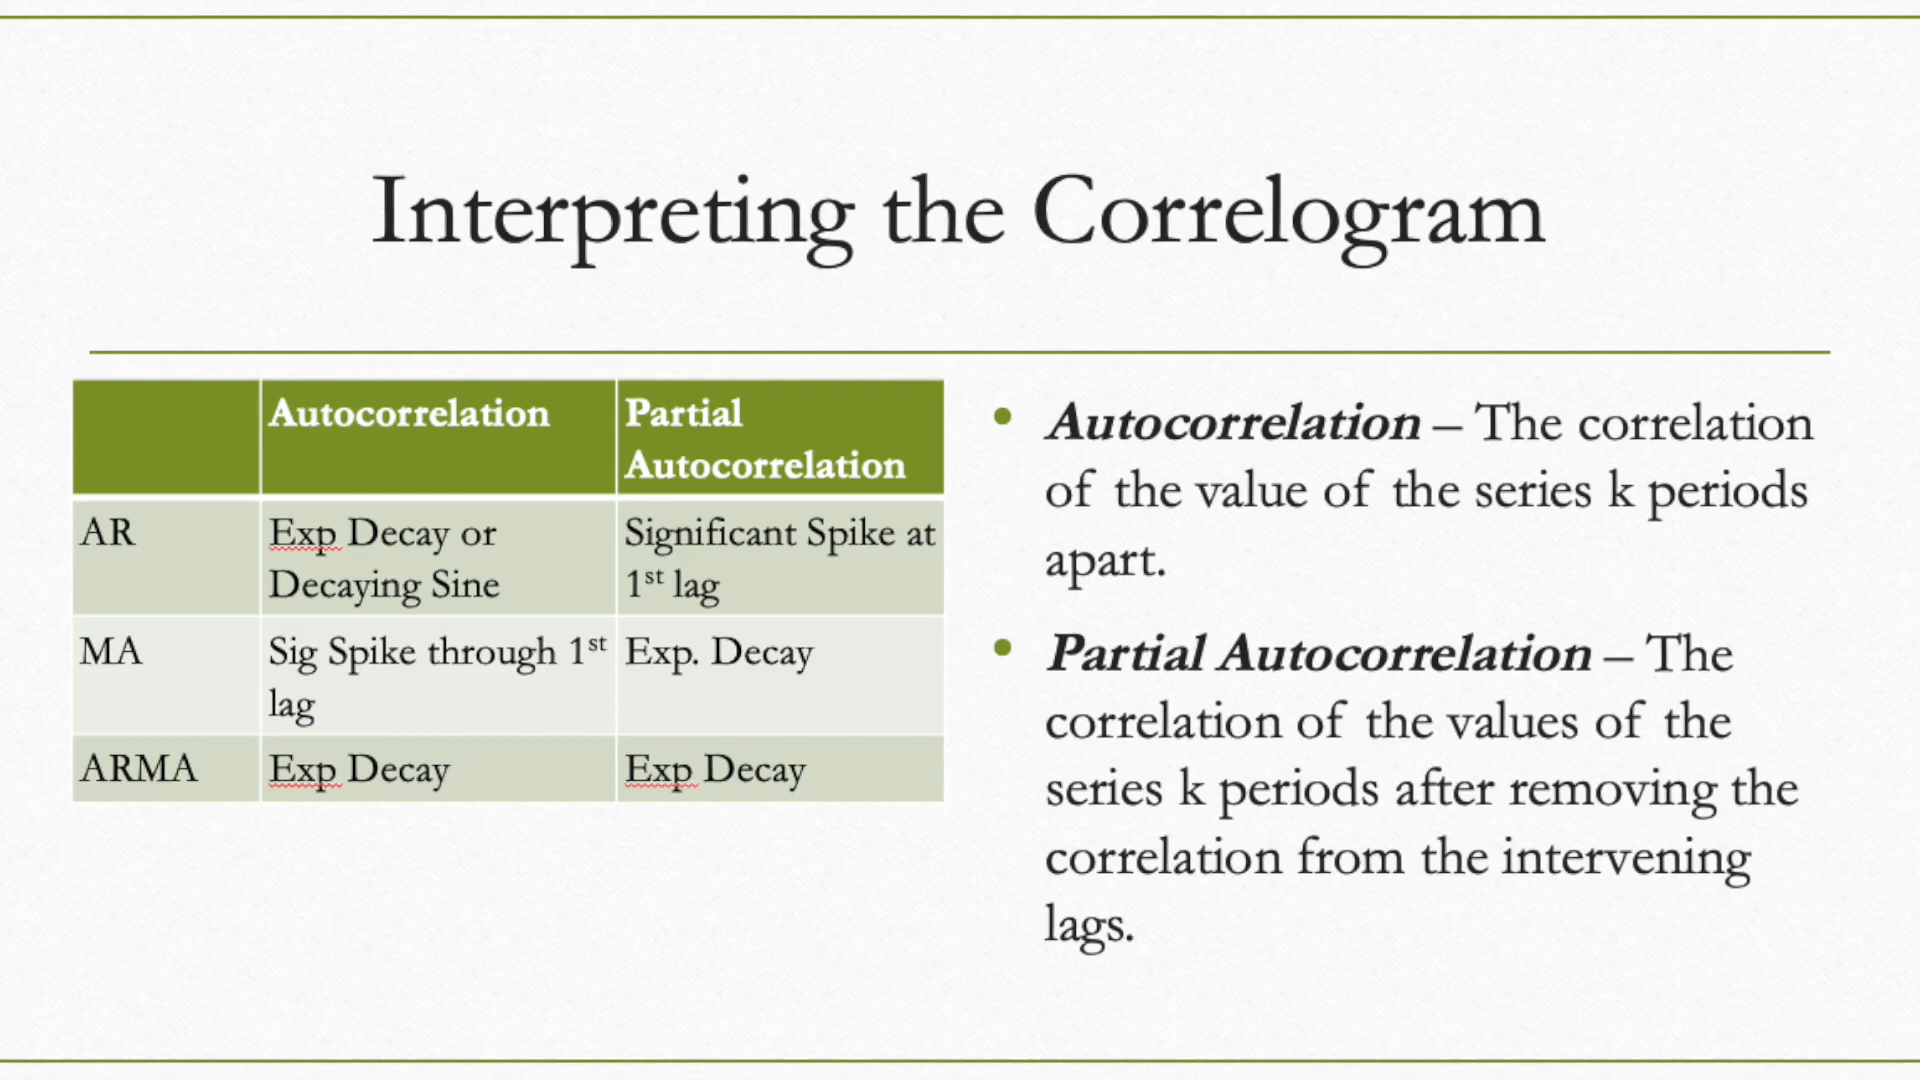 Interpreting the Correlogram
Autocorrelation
Partial
Autocorrelation
AR
Exp Decay or
Decaying Sine
Significant Spike at
1st lag
MA
Sig Spike through 1st
lag
Exp. Decay
ARMA
Exp Decay
Exp Decay
• Autocorrelation – The correlation
of the value of the series k periods
apart.
• Partial Autocorrelation – The
correlation of the values of the
series k periods after removing the
correlation from the intervening
lags.